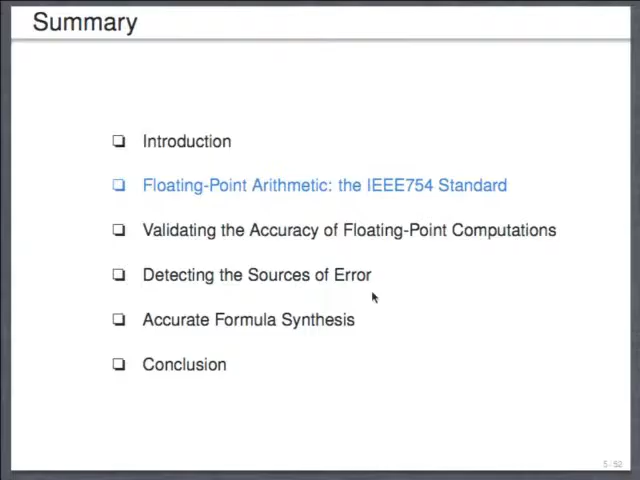 Summary
Introduction
Floating-Point Arithmetic: the IEEE754 Standard
Validating the Accuracy of Floating-Point Computations
Detecting the Sources of Error
Accurate Formula Synthesis
Conclusion
5 / 52